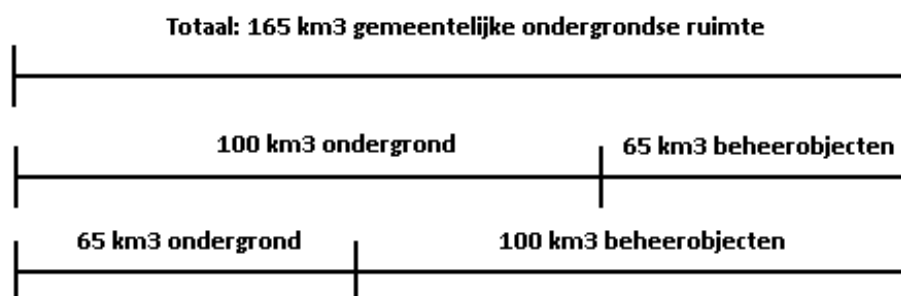 Totaal: 165 km3 gemeentelijke ondergrondse ruimte
100 km3 ondergrond 65 km3 beheerobjecten
65 km3 ondergrond 100 km3 beheerobjecten